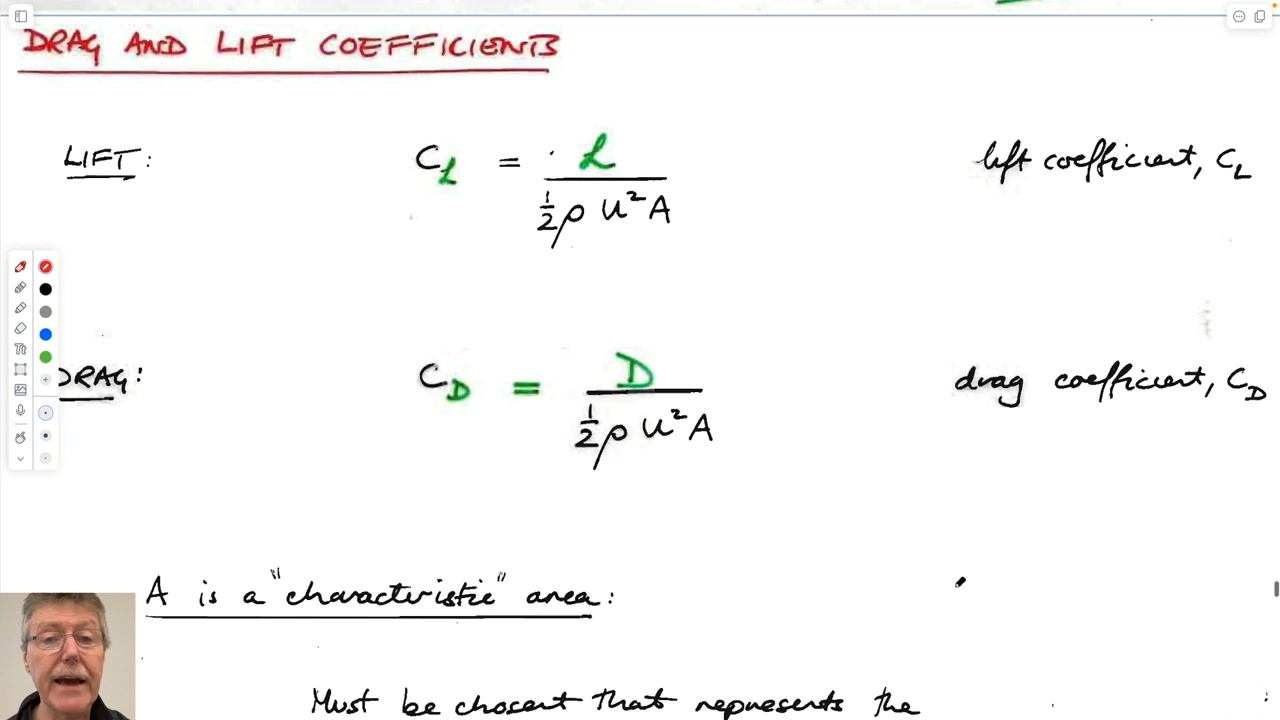 DRAG AND LIFT COEFFICIENTS
LIFT: C_L = L / ½ρU²A lift coefficient, C_L
DRAG: C_D = D / ½ρU²A drag coefficient, C_D
A is a "characteristic" area:
Must be chosen that represents the
Tt